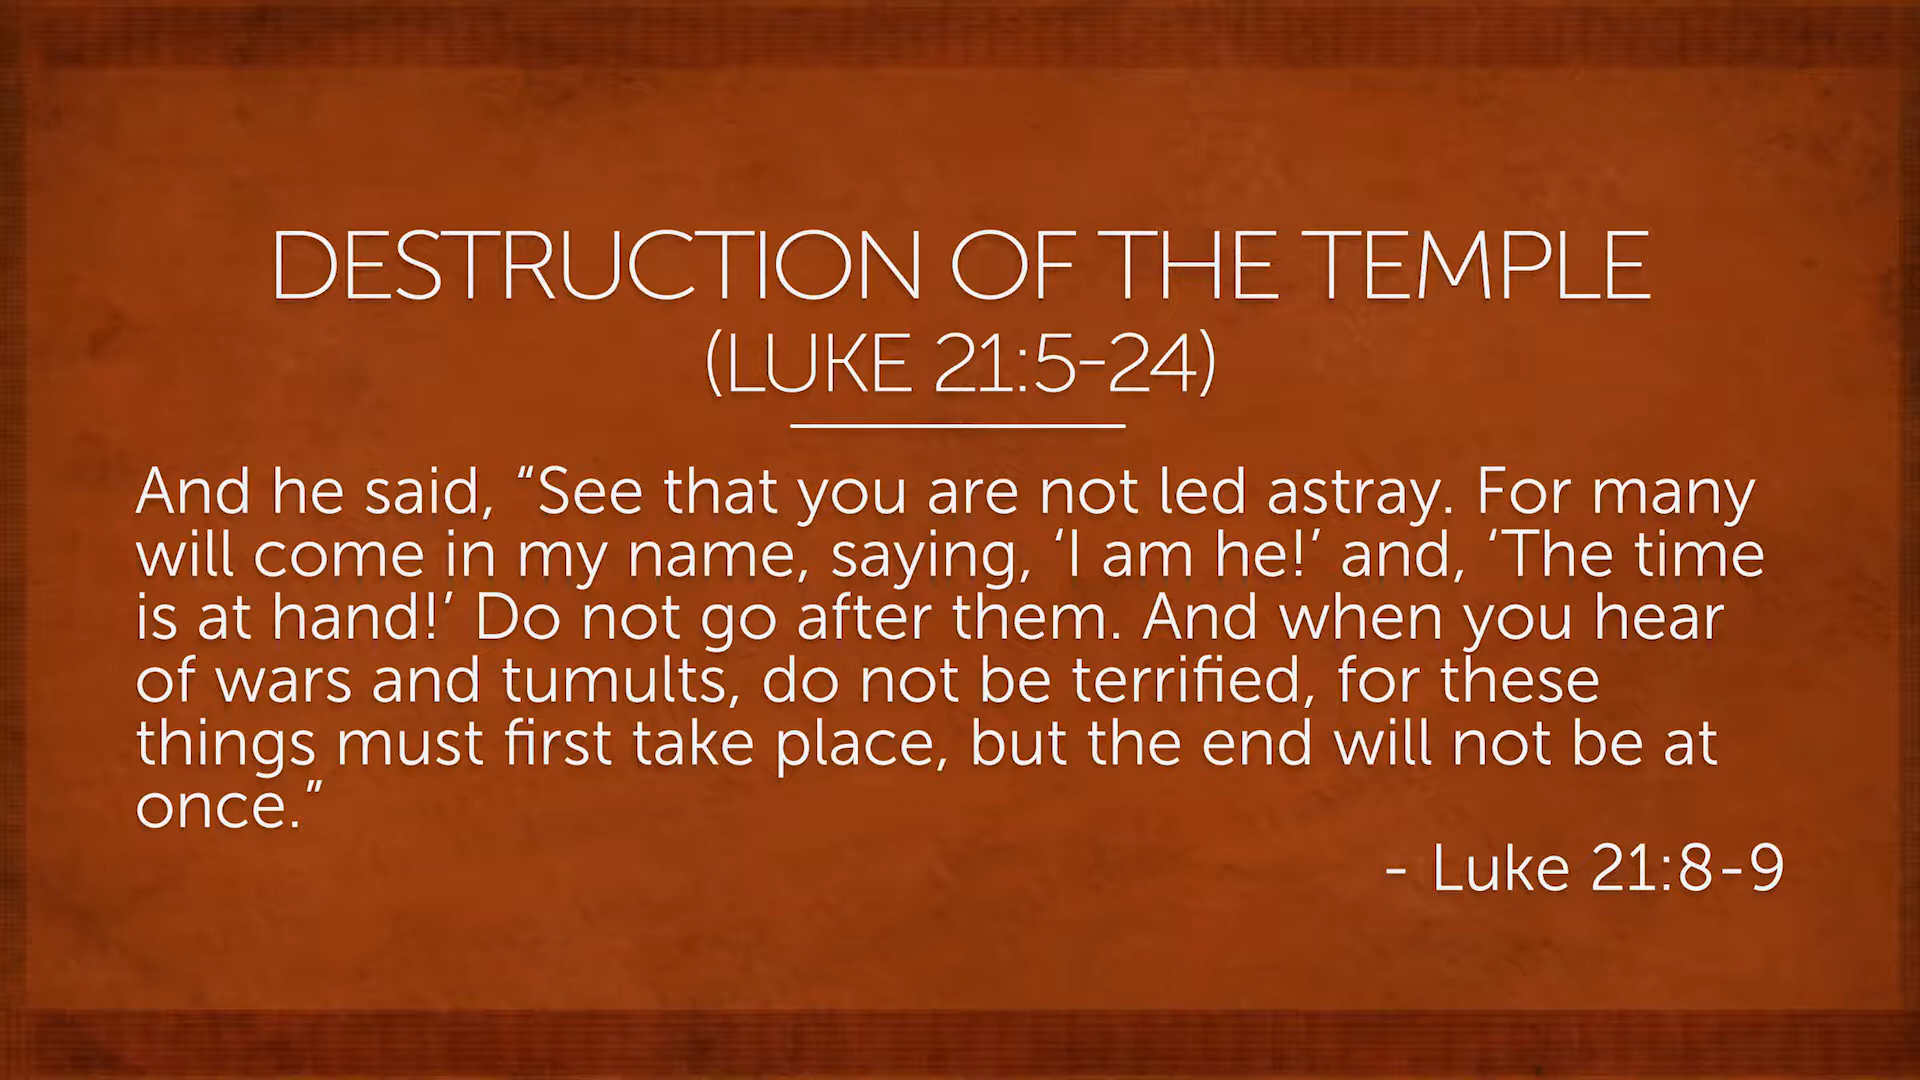 DESTRUCTION OF THE TEMPLE
(LUKE 21:5-24)
And he said, “See that you are not led astray. For many
will come in my name, saying, ‘I am he!’ and, ‘The time
is at hand!’ Do not go after them. And when you hear
of wars and tumults, do not be terrified, for these
things must first take place, but the end will not be at
once.”
- Luke 21:8-9